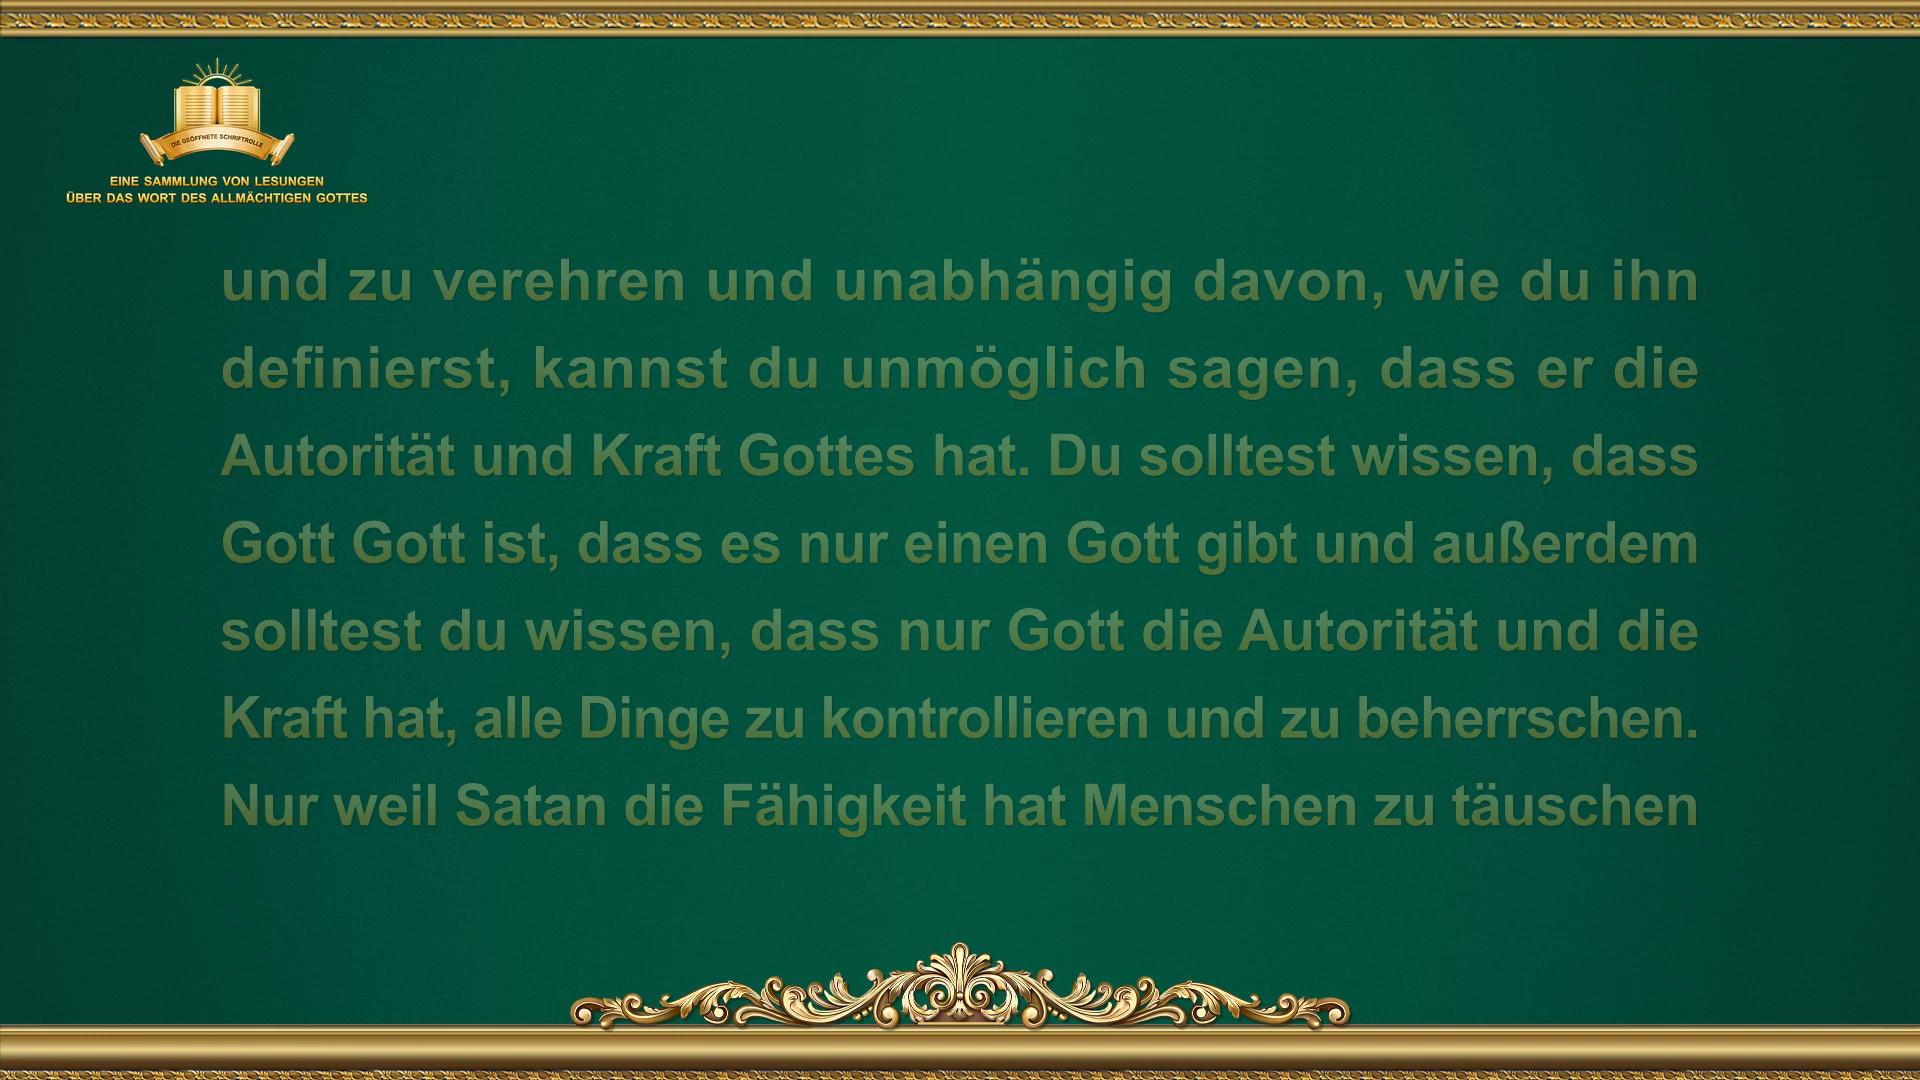 DIE GEÖFFNETE SCHRIFTROLLE
EINE SAMMLUNG VON LESUNGEN
ÜBER DAS WORT DES ALLMÄCHTIGEN GOTTES
und zu verehren und unabhängig davon, wie du ihn
definierst, kannst du unmöglich sagen, dass er die
Autorität und Kraft Gottes hat. Du solltest wissen, dass
Gott Gott ist, dass es nur einen Gott gibt und außerdem
solltest du wissen, dass nur Gott die Autorität und die
Kraft hat, alle Dinge zu kontrollieren und zu beherrschen.
Nur weil Satan die Fähigkeit hat Menschen zu täuschen